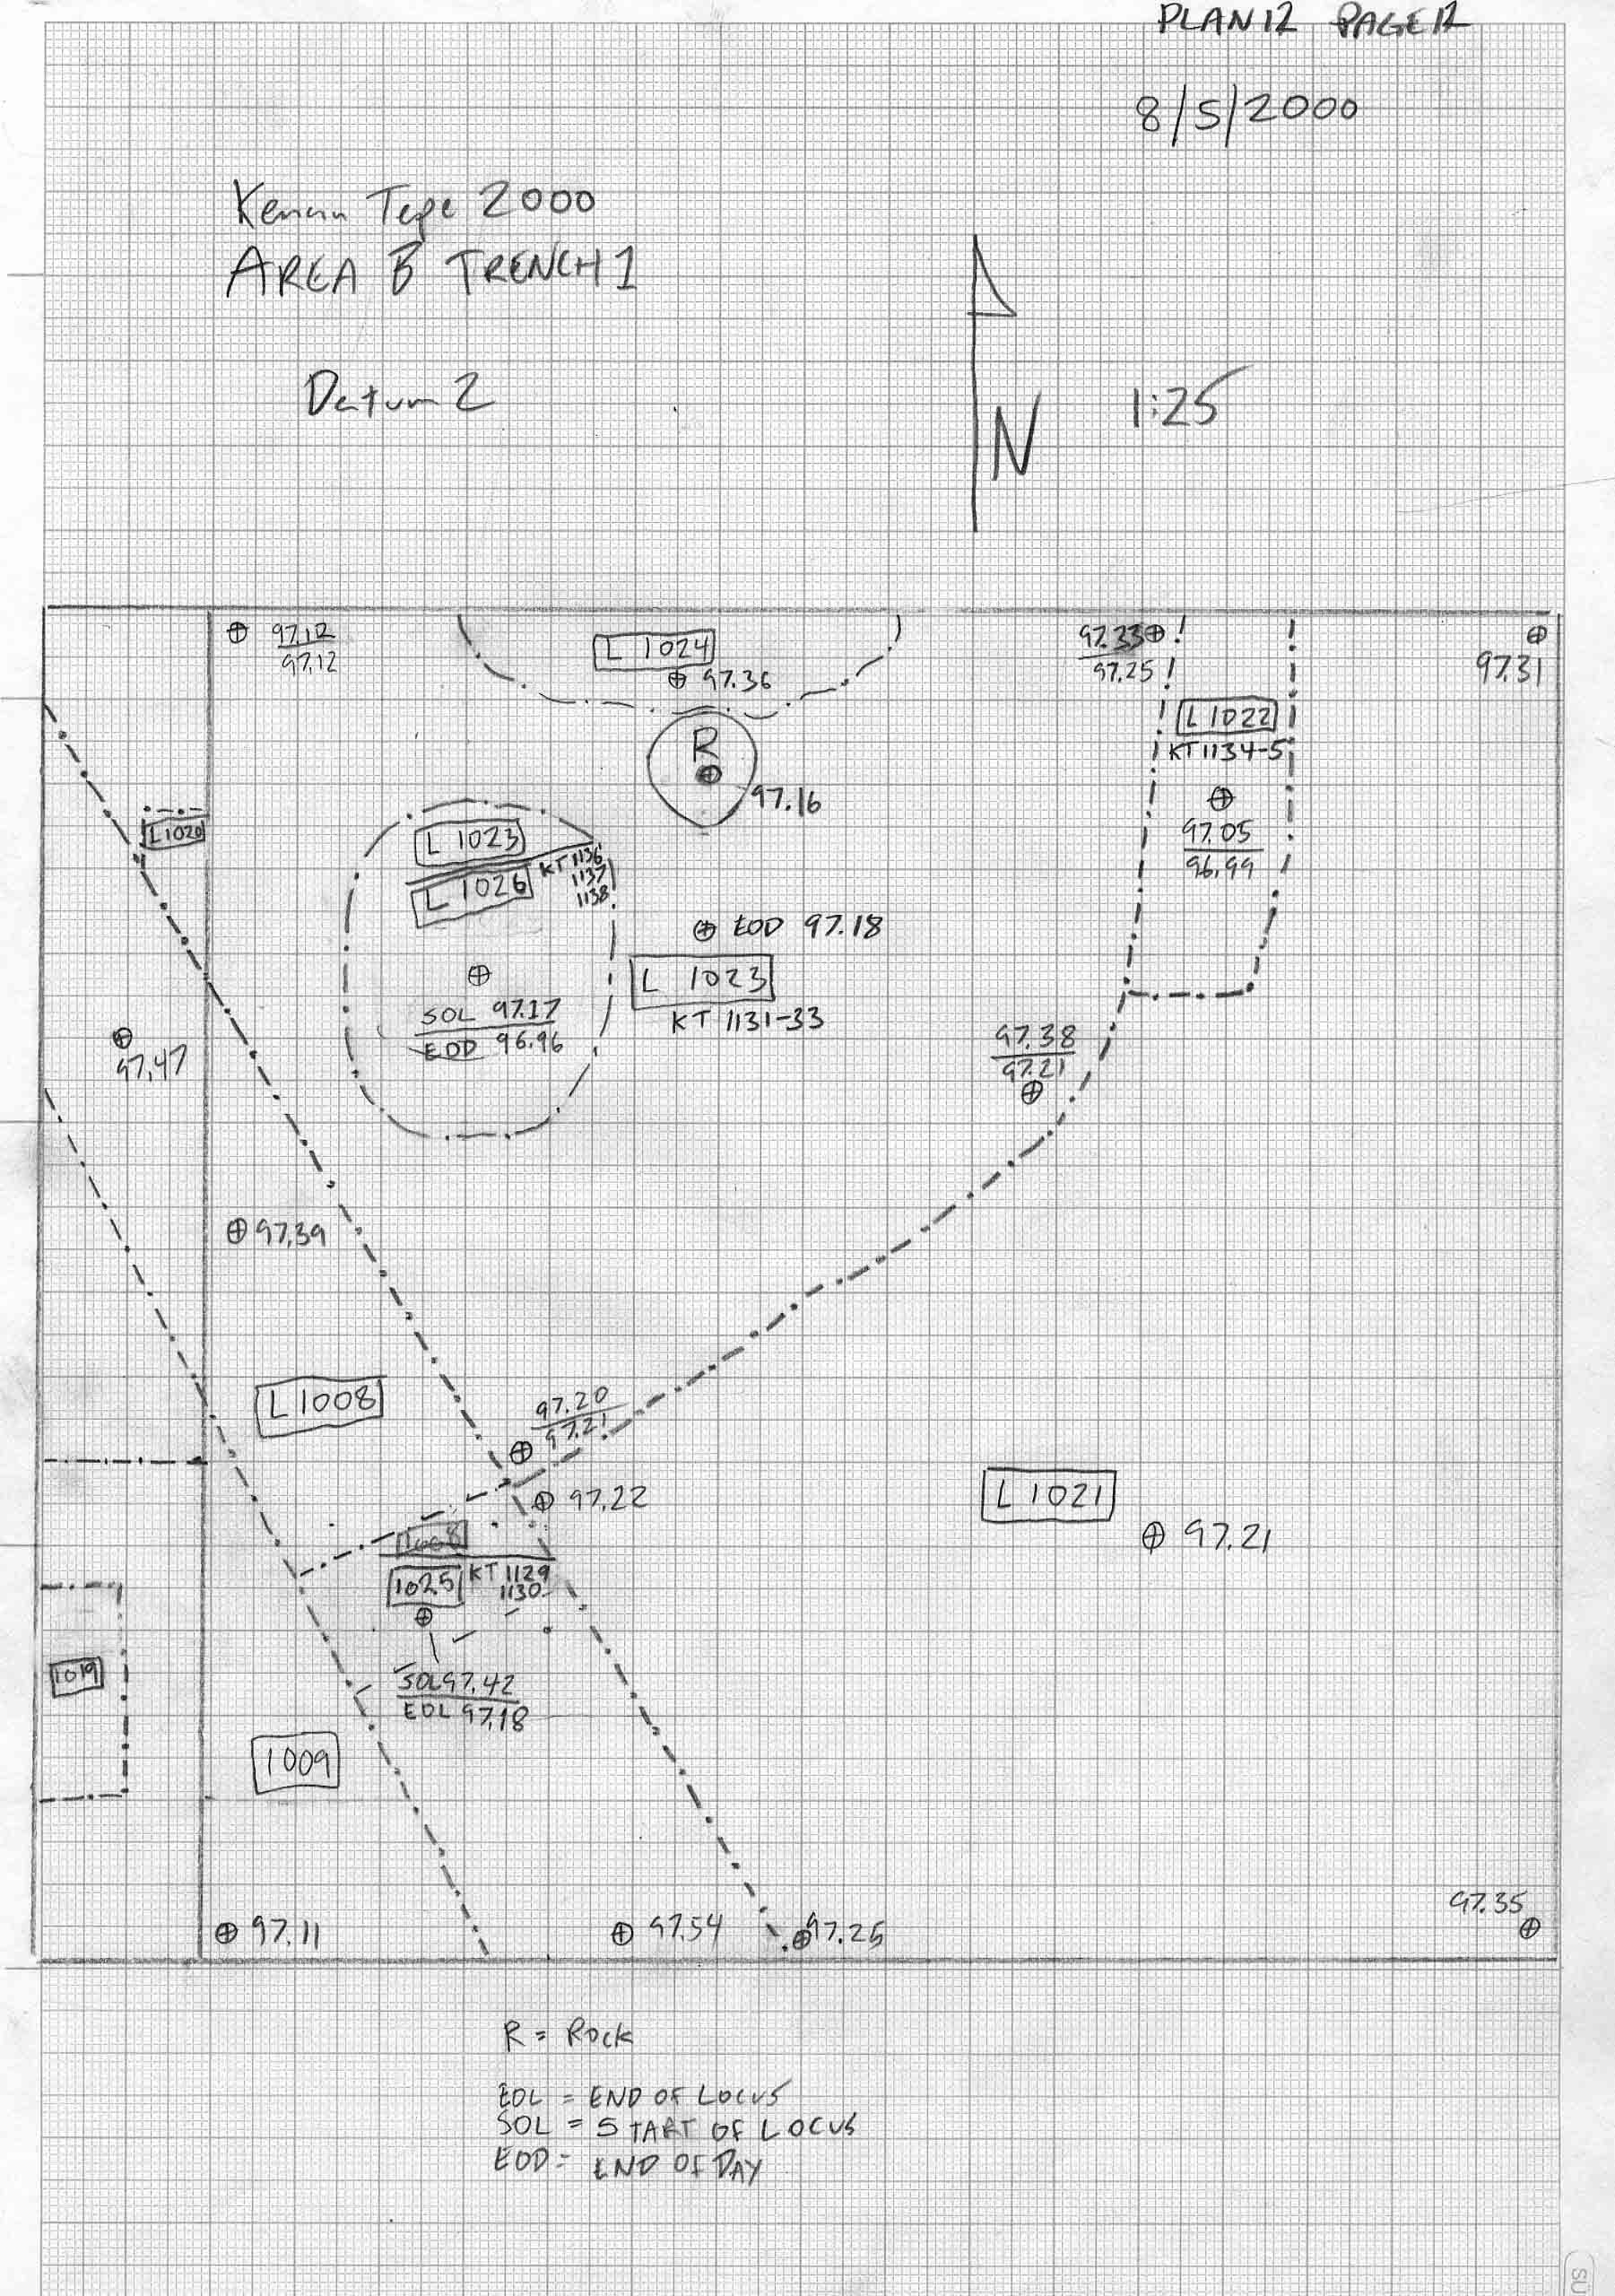 PLAN 12 PAGE 12
8/5/2000
Kenan Tepe 2000
AREA B TRENCH 1
Datum 2
1:25
N
97.12
97.12
L 1024
97.36
97.33
97.25
97.31
L 1022
KT 1134-5
R
97.16
97.05
96.99
L1020
L 1023
L 1026
KT 1136
1137
1138
EOD 97.18
L 1023
KT 1131-33
SOL 97.17
EOD 96.96
97.47
97.38
97.21
97.39
L 1008
97.20
97.21
97.22
L 1021
97.21
1008
1025
KT 1129
1130
1019
SOL 97.42
EOL 97.18
1009
97.35
97.11
97.54
97.25
R = Rock
EOL = END OF LOCUS
SOL = START OF LOCUS
EOD = END OF DAY